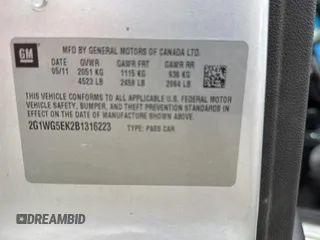 GM
MFD BY GENERAL MOTORS OF CANADA LTD.
DATE GVWR GAWR FRT GAWR RR
05/11 2051 KG 1115 KG 936 KG
4523 LB 2459 LB 2064 LB
THIS VEHICLE CONFORMS TO ALL APPLICABLE U.S. FEDERAL MOTOR
VEHICLE SAFETY, BUMPER, AND THEFT PREVENTION STANDARDS
IN EFFECT ON THE DATE OF MANUFACTURE SHOWN ABOVE.
2G1WG5EK2B1316223 TYPE: PASS CAR
© AUTOBIDMASTER